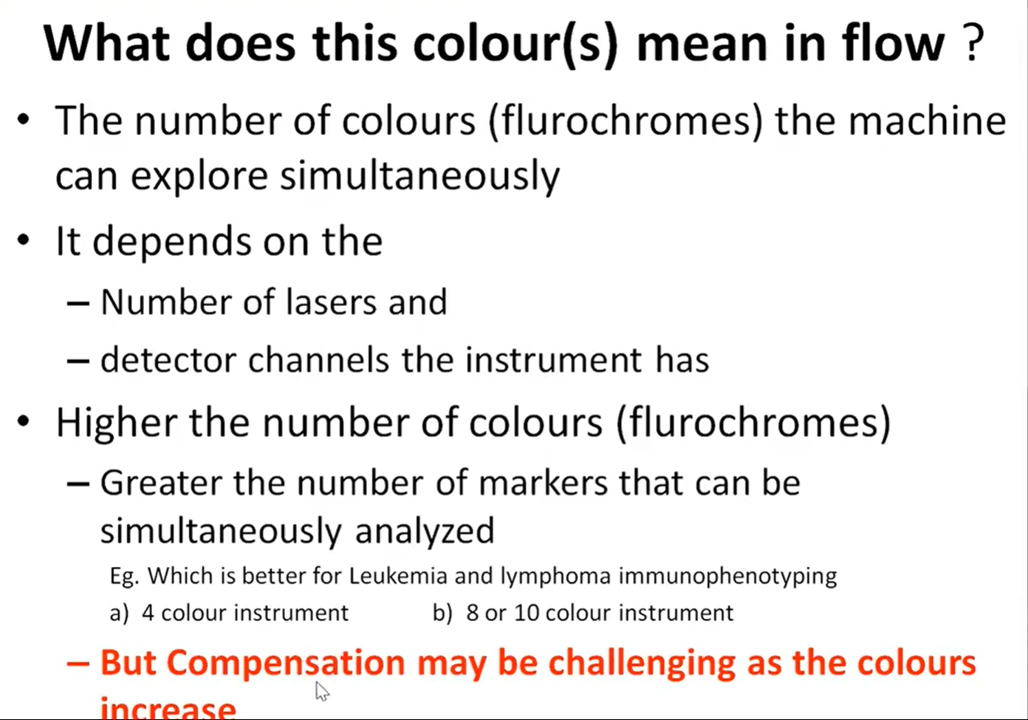 What does this colour(s) mean in flow ?
• The number of colours (flurochromes) the machine
can explore simultaneously
• It depends on the
– Number of lasers and
– detector channels the instrument has
• Higher the number of colours (flurochromes)
– Greater the number of markers that can be
simultaneously analyzed
Eg. Which is better for Leukemia and lymphoma immunophenotyping
a) 4 colour instrument b) 8 or 10 colour instrument
– But Compensation may be challenging as the colours
increase